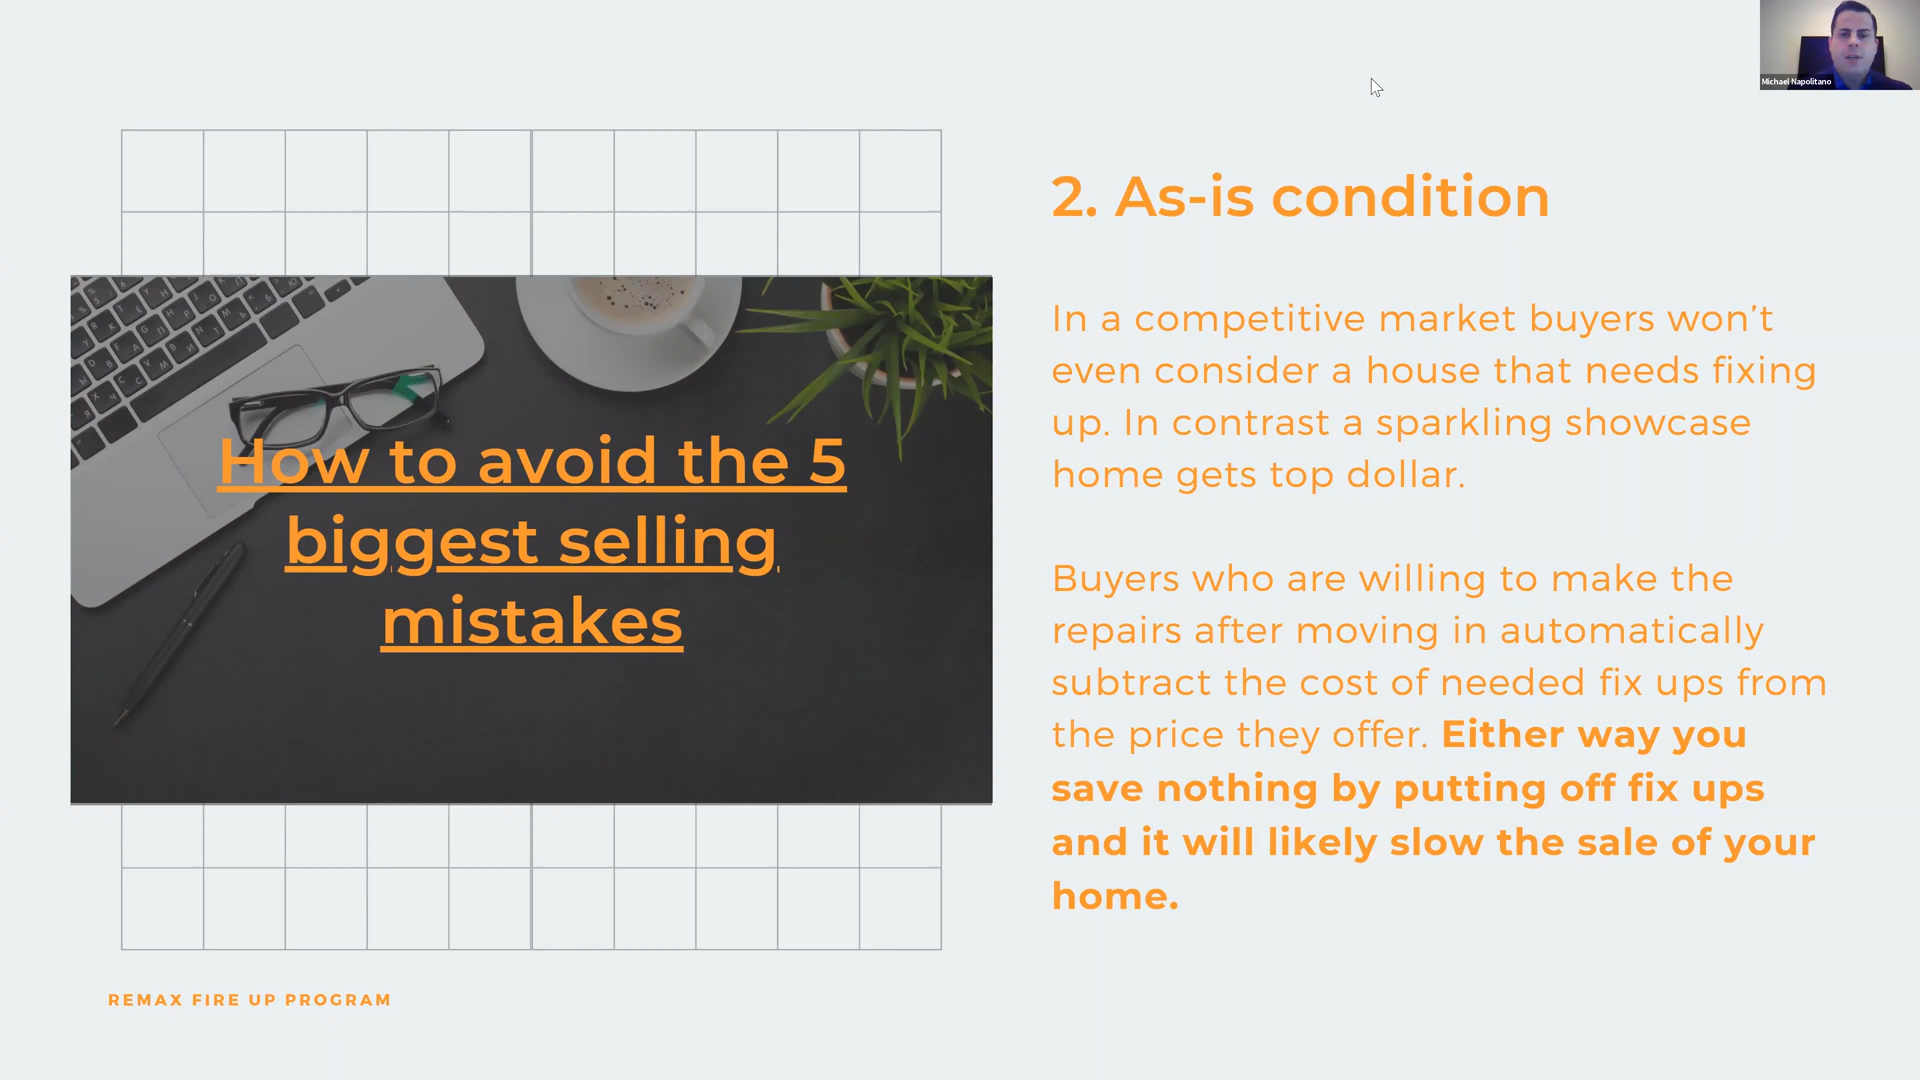 Michael Napolitano
How to avoid the 5
biggest selling
mistakes
2. As-is condition
In a competitive market buyers won’t
even consider a house that needs fixing
up. In contrast a sparkling showcase
home gets top dollar.
Buyers who are willing to make the
repairs after moving in automatically
subtract the cost of needed fix ups from
the price they offer. Either way you
save nothing by putting off fix ups
and it will likely slow the sale of your
home.
REMAX FIRE UP PROGRAM